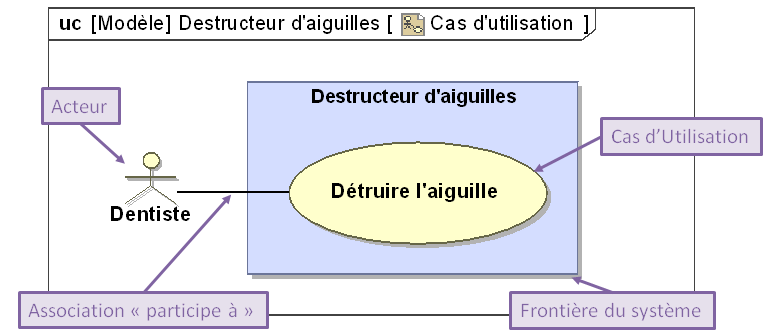 uc [Modèle] Destructeur d'aiguilles [ Cas d'utilisation ]
Acteur
Destructeur d'aiguilles
Cas d'Utilisation
Détruire l'aiguille
Dentiste
Association « participe à »
Frontière du système